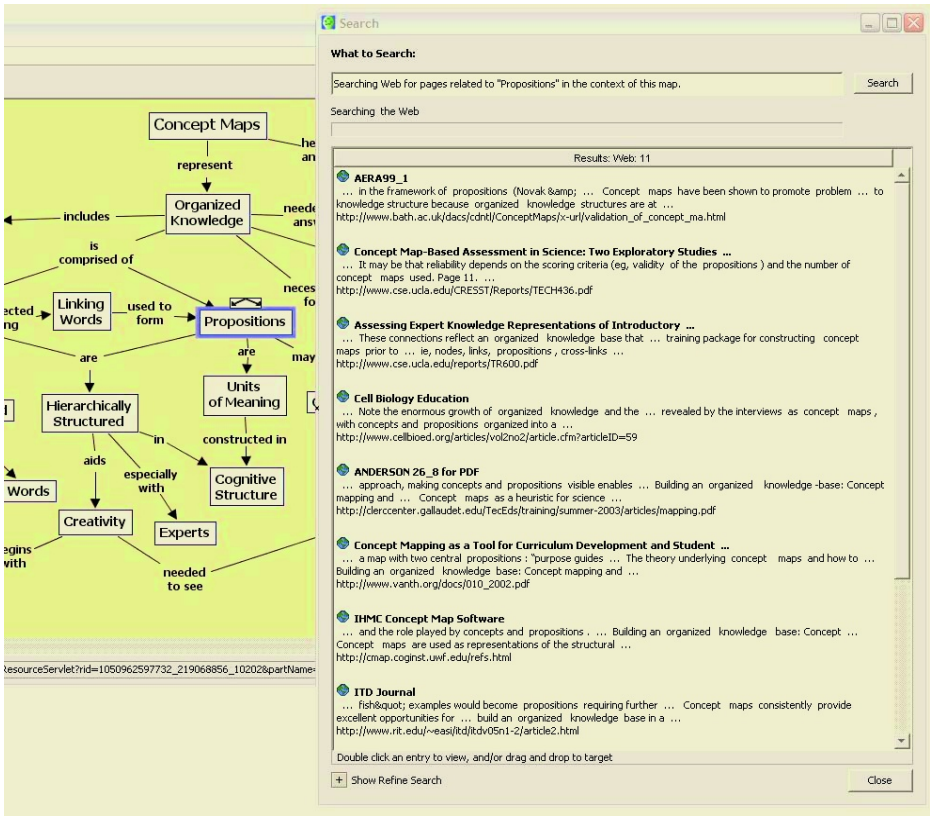 Search
What to Search:
Searching Web for pages related to "Propositions" in the context of this map.
Search
Searching the Web
Results: Web: 11
AERA99_1
... in the framework of propositions (Novak &amp; ... Concept maps have been shown to promote problem ... to
knowledge structure because organized knowledge structures are at ...
http://www.bath.ac.uk/dacs/cdntl/ConceptMaps/x-url/validation_of_concept_ma.html
Concept Map-Based Assessment in Science: Two Exploratory Studies ...
... It may be that reliability depends on the scoring criteria (eg, validity of the propositions ) and the number of
concept maps used. Page 11. ...
http://www.cse.ucla.edu/CRESST/Reports/TECH436.pdf
Assessing Expert Knowledge Representations of Introductory ...
... These connections reflect an organized knowledge base that ... training package for constructing concept
maps prior to ... ie, nodes, links, propositions , cross-links ...
http://www.cse.ucla.edu/reports/TR600.pdf
Cell Biology Education
... Note the enormous growth of organized knowledge and the ... revealed by the interviews as concept maps ,
with concepts and propositions organized into a ...
http://www.cellbioed.org/articles/vol2no2/article.cfm?articleID=59
ANDERSON 26_8 for PDF
... approach, making concepts and propositions visible enables ... Building an organized knowledge -base: Concept
mapping and ... Concept maps as a heuristic for science ...
http://clerccenter.gallaudet.edu/TecEds/training/summer-2003/articles/mapping.pdf
Concept Mapping as a Tool for Curriculum Development and Student ...
... a map with two central propositions : "purpose guides ... The theory underlying concept maps and how to ...
Building an organized knowledge base: Concept mapping and ...
http://www.vanth.org/docs/010_2002.pdf
IHMC Concept Map Software
... and the role played by concepts and propositions . ... Building an organized knowledge base: Concept ...
Concept maps are used as representations of the structural ...
http://cmap.coginst.uwf.edu/refs.html
ITD Journal
... fish&quot; examples would become propositions requiring further ... Concept maps consistently provide
excellent opportunities for ... build an organized knowledge base in a ...
http://www.rit.edu/~easi/itd/itdv05n1-2/article2.html
Double click an entry to view, and/or drag and drop to target
+ Show Refine Search
Close
Concept Maps
he
an
represent
Organized
Knowledge
includes
neede
ans
is
comprised of
neces
fo
ected
ng
Linking
Words
used to
form
Propositions
are
are
may
Units
of Meaning
Hierarchically
Structured
in
constructed in
aids
especially
with
Cognitive
Structure
Words
Creativity
Experts
egins
with
needed
to see
ResourceServlet?rid=1050962597732_219068856_10202&partName=